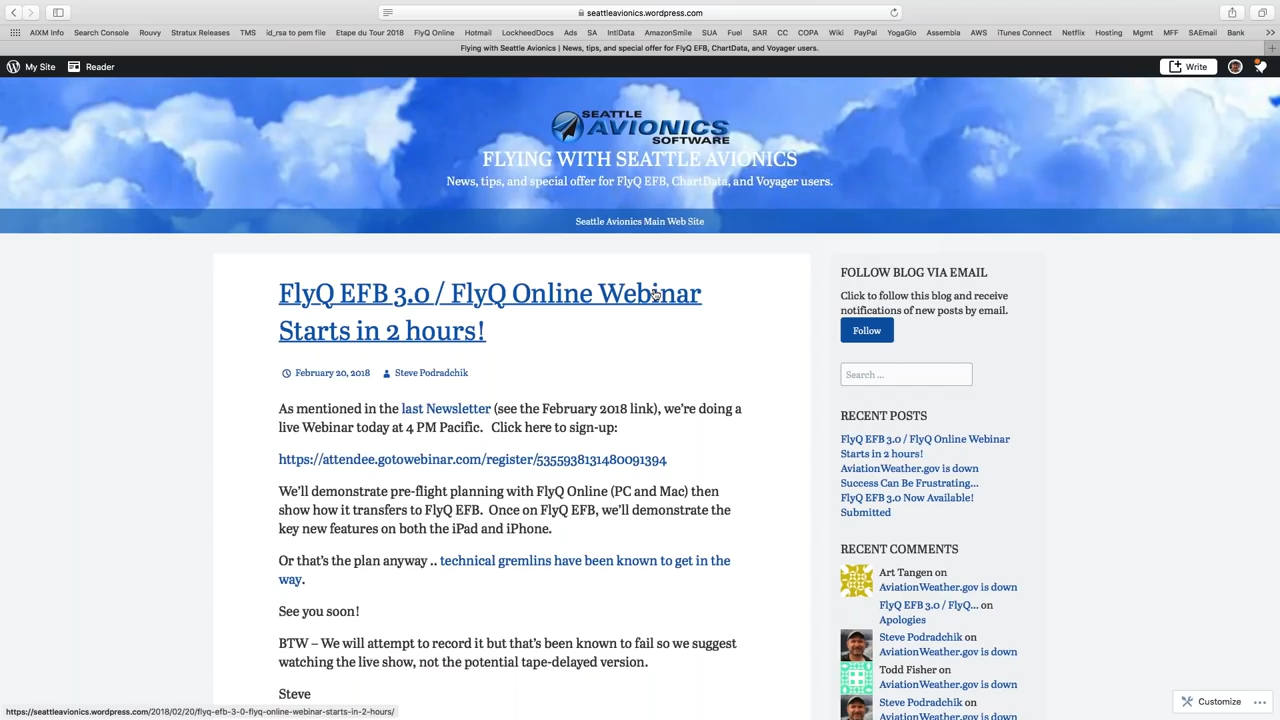 seattleavionics.wordpress.com
AIXM Info Search Console Rouvy Stratux Releases TMS id_rsa to pem file Etape du Tour 2018 FlyQ Online Hotmail LockheedDocs Ads SA IntlData AmazonSmile SUA Fuel SAR CC COPA Wiki PayPal YogaGlo Assembla AWS iTunes Connect Netflix Hosting Mgmt MFF SAEmail Bank
Flying with Seattle Avionics | News, tips, and special offer for FlyQ EFB, ChartData, and Voyager users.
My Site Reader Write
SEATTLE
AVIONICS
SOFTWARE
FLYING WITH SEATTLE AVIONICS
News, tips, and special offer for FlyQ EFB, ChartData, and Voyager users.
Seattle Avionics Main Web Site
FlyQ EFB 3.0 / FlyQ Online Webinar
Starts in 2 hours!
February 20, 2018 Steve Podradchik
As mentioned in the last Newsletter (see the February 2018 link), we're doing a
live Webinar today at 4 PM Pacific. Click here to sign-up:
https://attendee.gotowebinar.com/register/5355938131480091394
We'll demonstrate pre-flight planning with FlyQ Online (PC and Mac) then
show how it transfers to FlyQ EFB. Once on FlyQ EFB, we'll demonstrate the
key new features on both the iPad and iPhone.
Or that's the plan anyway .. technical gremlins have been known to get in the
way.
See you soon!
BTW – We will attempt to record it but that's been known to fail so we suggest
watching the live show, not the potential tape-delayed version.
Steve
FOLLOW BLOG VIA EMAIL
Click to follow this blog and receive
notifications of new posts by email.
Follow
Search ...
RECENT POSTS
FlyQ EFB 3.0 / FlyQ Online Webinar
Starts in 2 hours!
AviationWeather.gov is down
Success Can Be Frustrating...
FlyQ EFB 3.0 Now Available!
Submitted
RECENT COMMENTS
Art Tangen on
AviationWeather.gov is down
FlyQ EFB 3.0 / FlyQ... on
Apologies
Steve Podradchik on
AviationWeather.gov is down
Todd Fisher on
AviationWeather.gov is down
Steve Podradchik on
AviationWeather.gov is down
Customize
https://seattleavionics.wordpress.com/2018/02/20/flyq-efb-3-0-flyq-online-webinar-starts-in-2-hours/